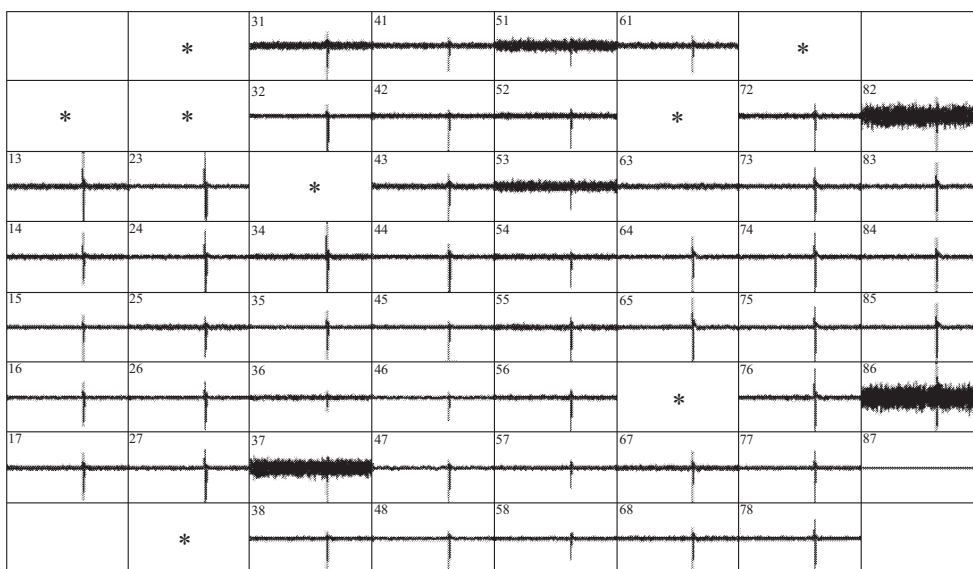 * 31 41 51 61 *
* * 32 42 52 * 72 82
13 23 * 43 53 63 73 83
14 24 34 44 54 64 74 84
15 25 35 45 55 65 75 85
16 26 36 46 56 * 76 86
17 27 37 47 57 67 77 87
* 38 48 58 68 78